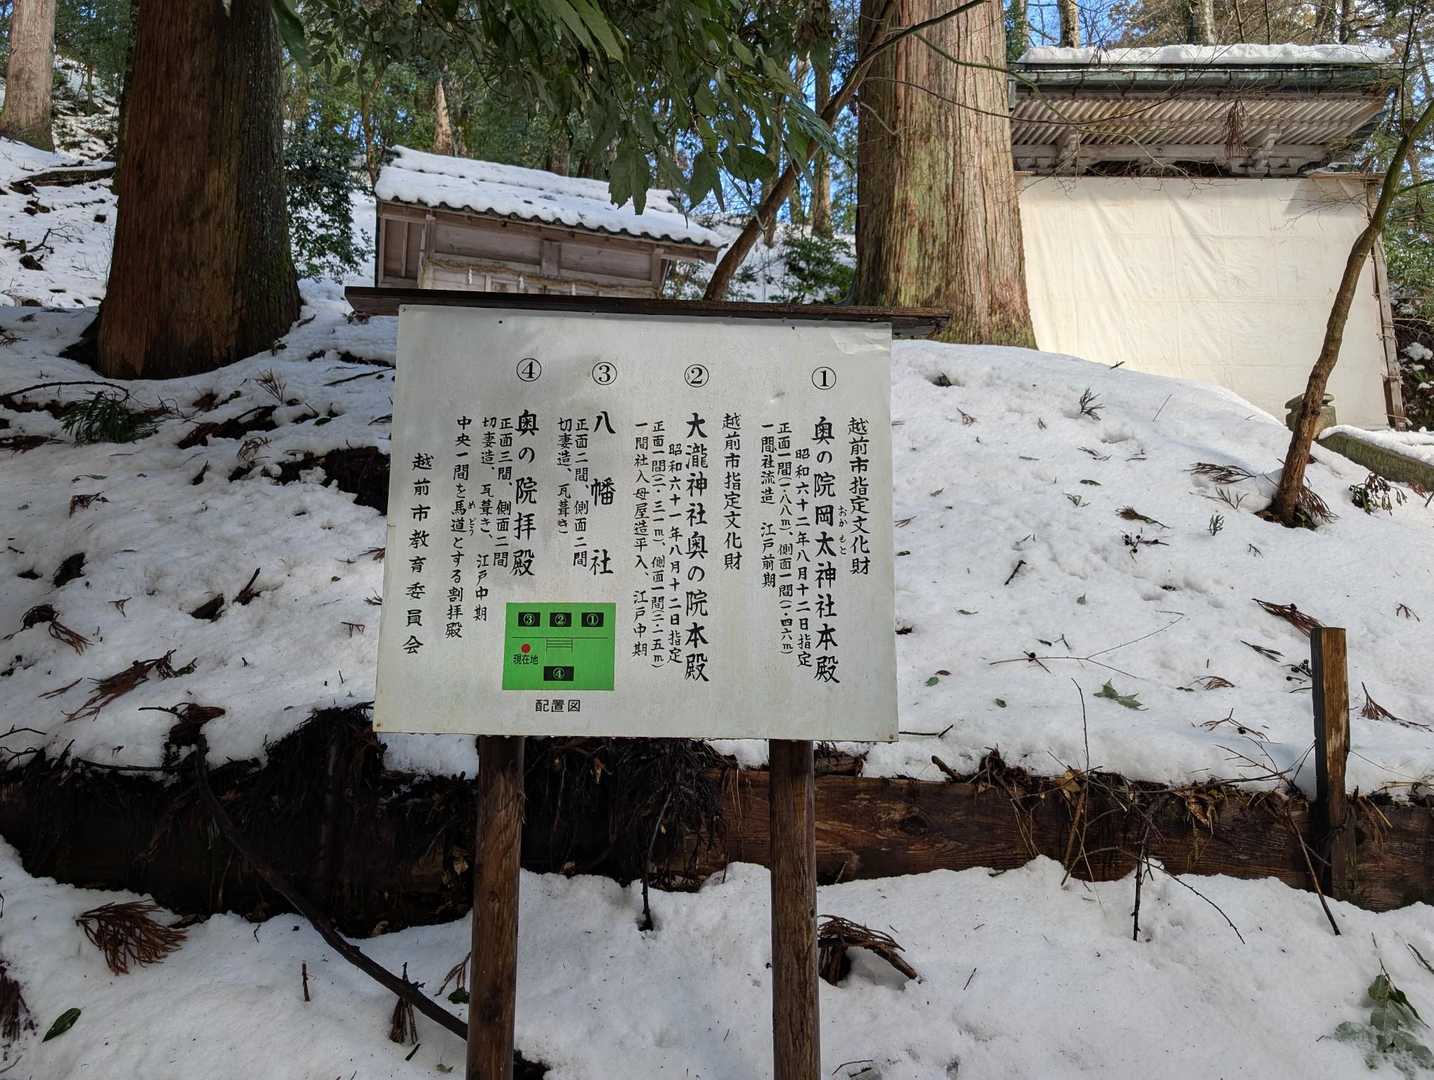 ①
越前市指定文化財
奥の院岡太神社本殿
おか もと
昭和六十二年八月十二日指定
正面一間(一・八八m)、側面一間(一・四六m)
一間社流造 江戸前期
②
越前市指定文化財
大瀧神社奥の院本殿
昭和六十一年八月十二日指定
正面一間(二・三一m)、側面一間(二・二五m)
一間社入母屋造平入、江戸中期
③
八幡社
正面二間、側面二間
切妻造、瓦葺き
④
奥の院拝殿
正面三間、側面二間
切妻造、瓦葺き、江戸中期
中央一間を馬道とする割拝殿
めどう
越前市教育委員会
③ ② ①
現在地
④
配置図